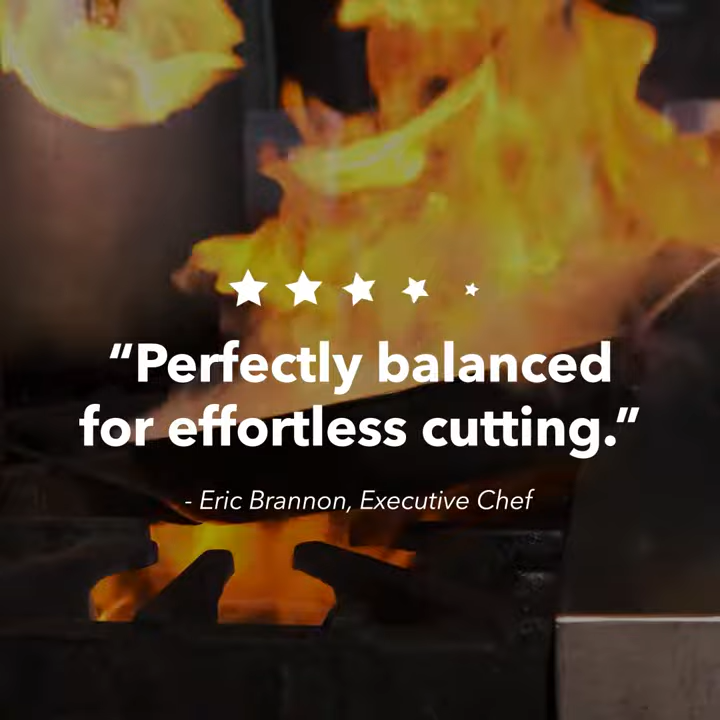 “Perfectly balanced
for effortless cutting.”
- Eric Brannon, Executive Chef